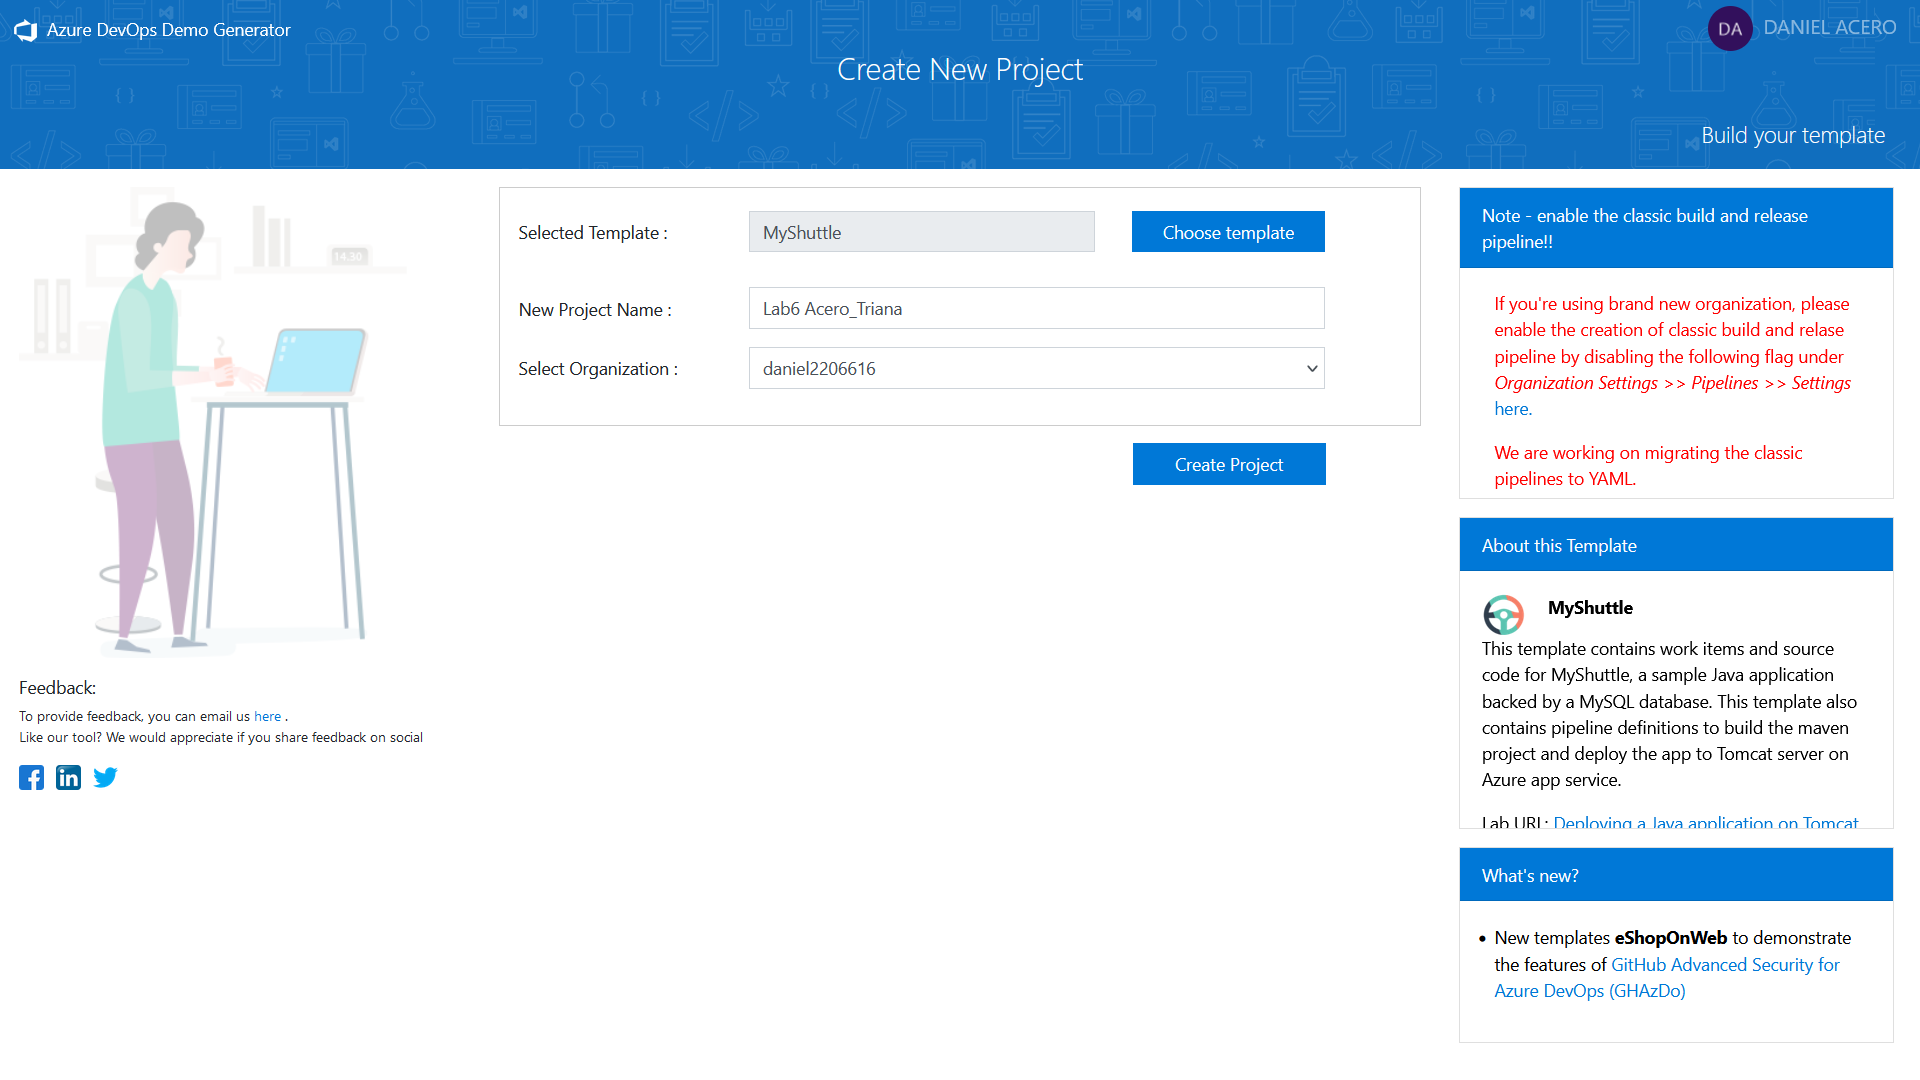 Azure DevOps Demo Generator
DA DANIEL ACERO
Create New Project
Build your template
14.30
Selected Template :
MyShuttle
Choose template
New Project Name :
Lab6 Acero_Triana
Select Organization :
daniel2206616
Create Project
Note - enable the classic build and release
pipeline!!
If you're using brand new organization, please
enable the creation of classic build and relase
pipeline by disabling the following flag under
Organization Settings >> Pipelines >> Settings
here.
We are working on migrating the classic
pipelines to YAML.
About this Template
MyShuttle
This template contains work items and source
code for MyShuttle, a sample Java application
backed by a MySQL database. This template also
contains pipeline definitions to build the maven
project and deploy the app to Tomcat server on
Azure app service.
Lab URL: Deploying a Java application on Tomcat
What's new?
• New templates eShopOnWeb to demonstrate
the features of GitHub Advanced Security for
Azure DevOps (GHAzDo)
Feedback:
To provide feedback, you can email us here .
Like our tool? We would appreciate if you share feedback on social